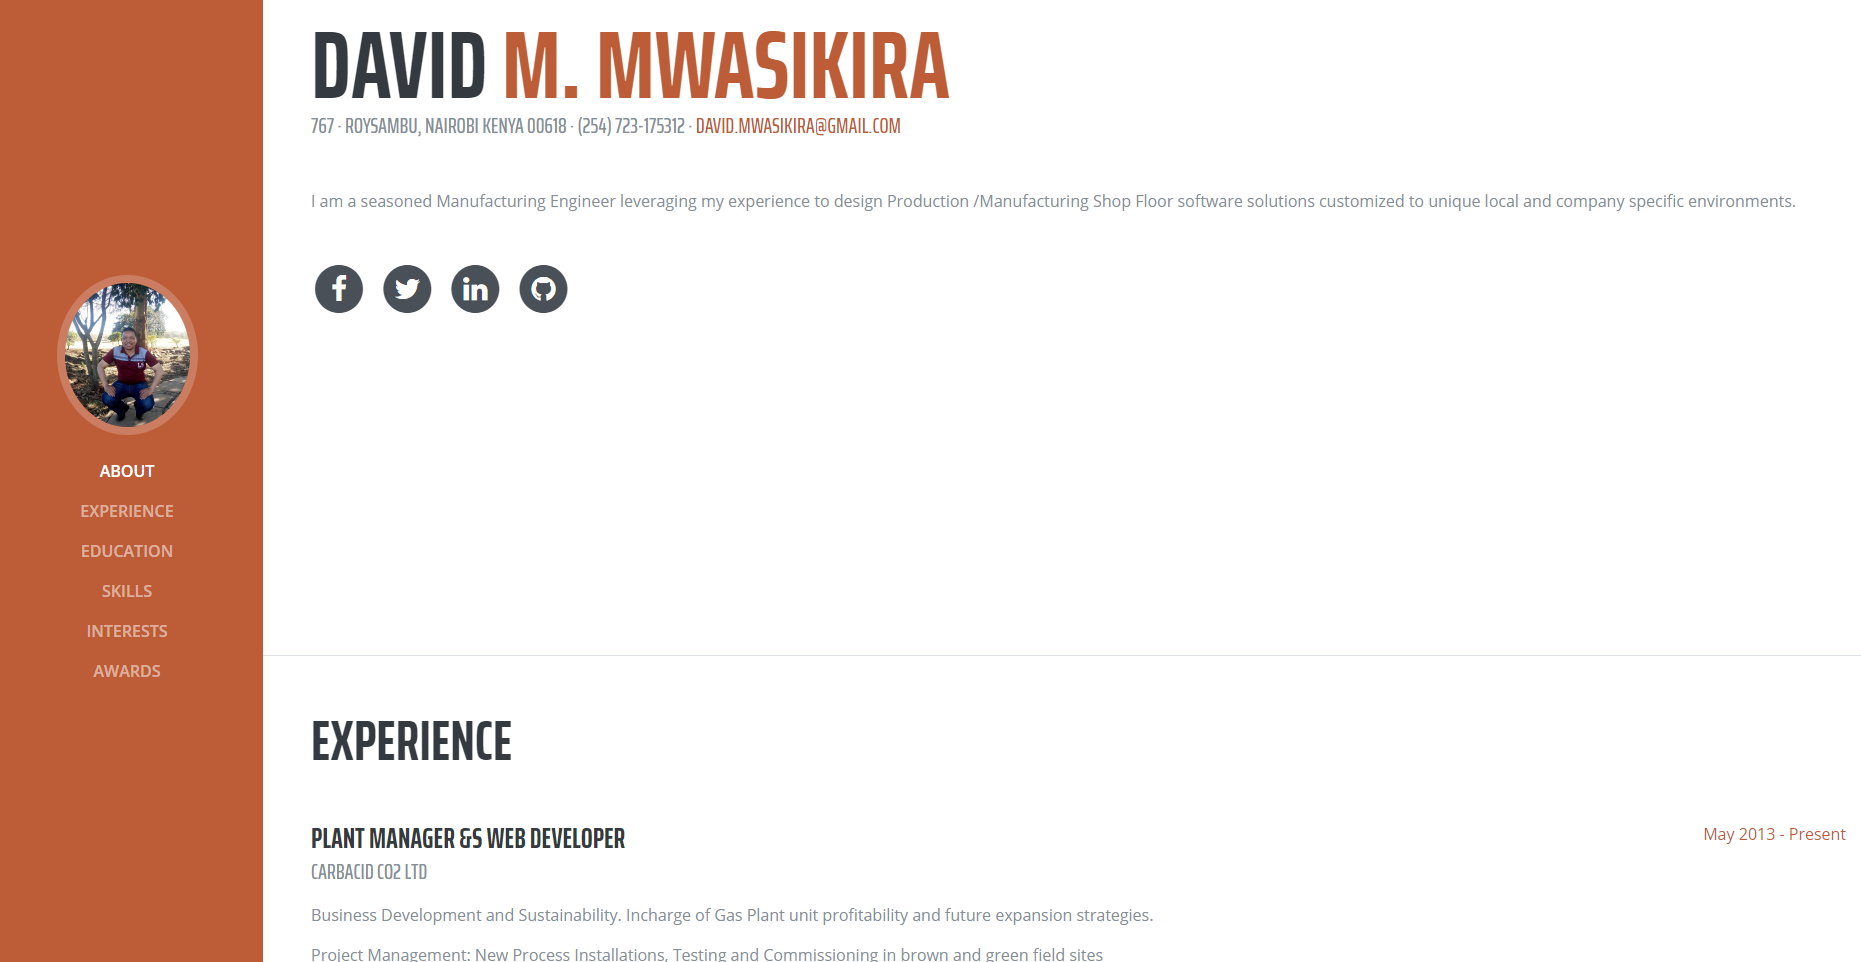 DAVID M. MWASIKIRA
767 · ROYSAMBU, NAIROBI KENYA 00618 · (254) 723-175312 · DAVID.MWASIKIRA@GMAIL.COM
I am a seasoned Manufacturing Engineer leveraging my experience to design Production /Manufacturing Shop Floor software solutions customized to unique local and company specific environments.
ABOUT
EXPERIENCE
EDUCATION
SKILLS
INTERESTS
AWARDS
EXPERIENCE
PLANT MANAGER &S WEB DEVELOPER
May 2013 - Present
CARBACID CO2 LTD
Business Development and Sustainability. Incharge of Gas Plant unit profitability and future expansion strategies.
Project Management: New Process Installations, Testing and Commissioning in brown and green field sites